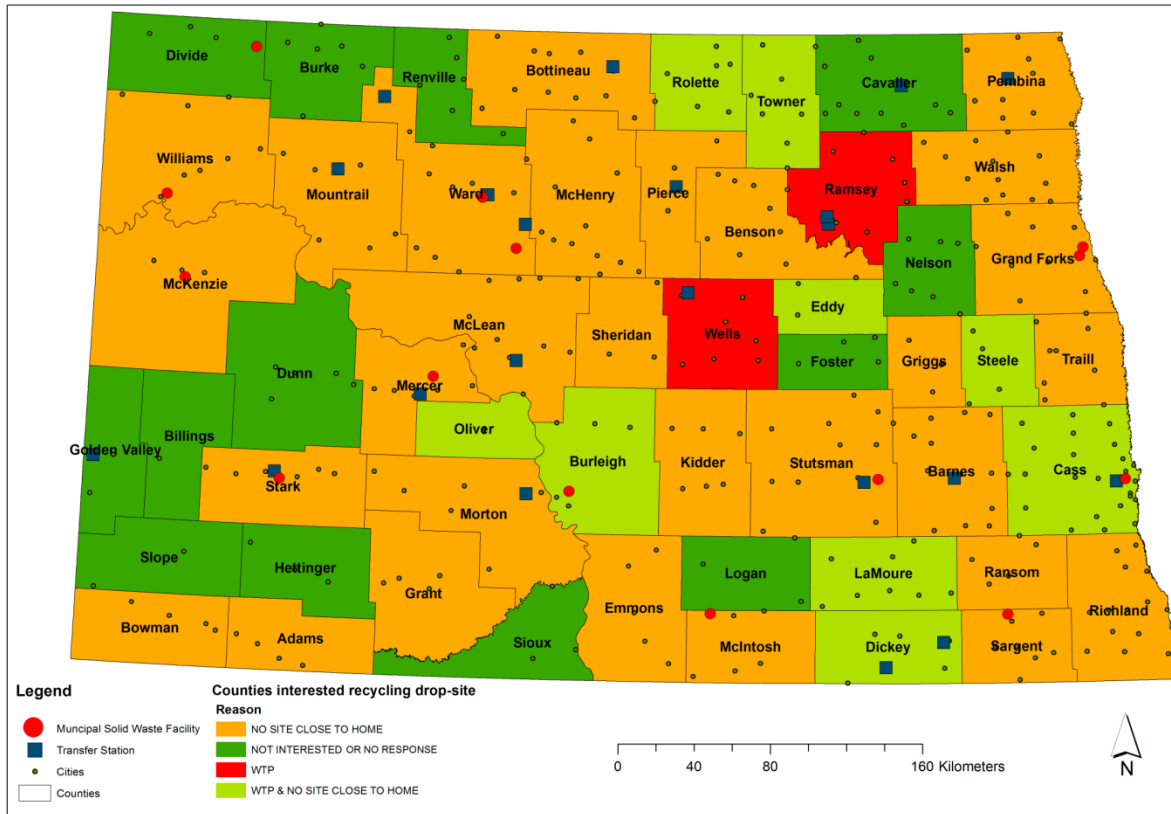 Divide
Burke
Renville
Bottineau
Rolette
Towner
Cavalier
Pembina
Williams
Mountrail
Ward
McHenry
Pierce
Benson
Ramsey
Walsh
McKenzie
Nelson
Grand Forks
McLean
Sheridan
Wells
Eddy
Foster
Griggs
Steele
Traill
Dunn
Mercer
Oliver
Golden Valley
Billings
Stark
Morton
Burleigh
Kidder
Stutsman
Barnes
Cass
Slope
Hettinger
Grant
Emmons
Logan
LaMoure
Ransom
Richland
Bowman
Adams
Sioux
McIntosh
Dickey
Sargent
Legend
Muncipal Solid Waste Facility
Transfer Station
Cities
Counties
Counties interested recycling drop-site
Reason
NO SITE CLOSE TO HOME
NOT INTERESTED OR NO RESPONSE
WTP
WTP & NO SITE CLOSE TO HOME
0 40 80 160 Kilometers
N